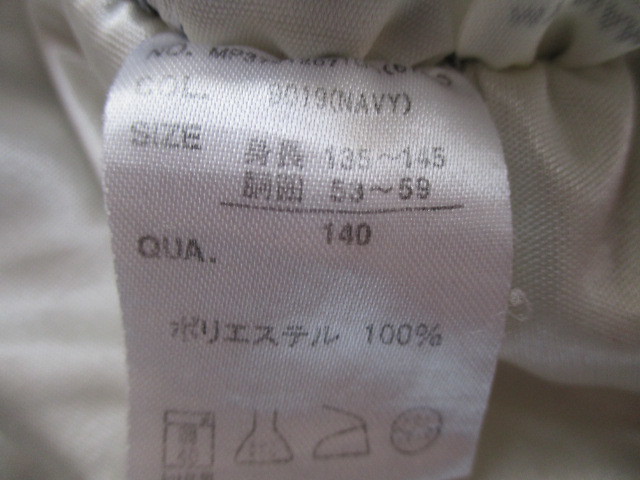 COL. 9019(NAVY)
SIZE 身長 135～145
胴囲 53～59
140
QUA.
ポリエステル 100%